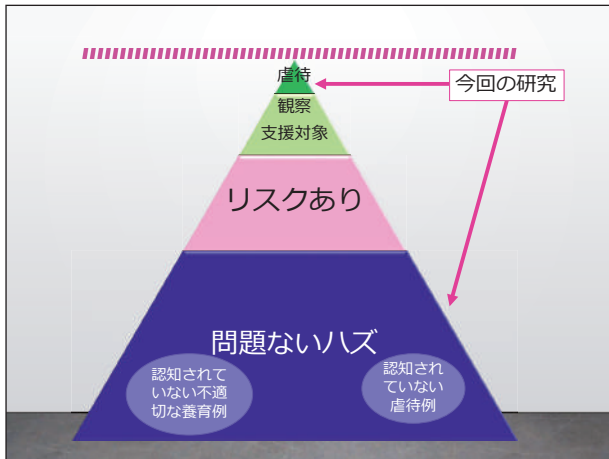 虐待
今回の研究
観察
支援対象
リスクあり
問題ないハズ
認知されて
いない不適
切な養育例
認知され
ていない
虐待例